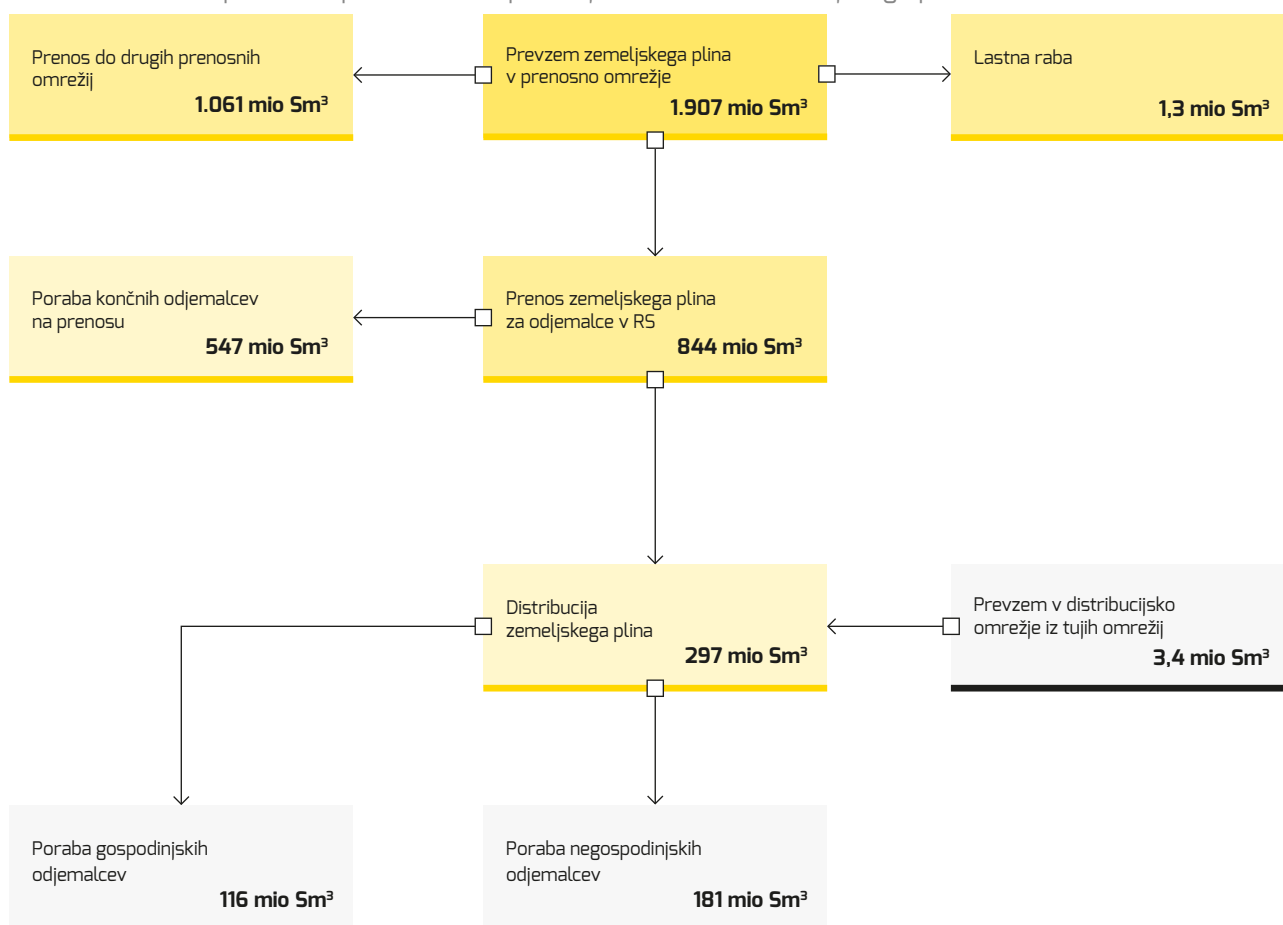 Prenos do drugih prenosnih
omrežij
1.061 mio Sm³
Prevzem zemeljskega plina
v prenosno omrežje
1.907 mio Sm³
Lastna raba
1,3 mio Sm³
Poraba končnih odjemalcev
na prenosu
547 mio Sm³
Prenos zemeljskega plina
za odjemalce v RS
844 mio Sm³
Distribucija
zemeljskega plina
297 mio Sm³
Prevzem v distribucijsko
omrežje iz tujih omrežij
3,4 mio Sm³
Poraba gospodinjskih
odjemalcev
116 mio Sm³
Poraba negospodinjskih
odjemalcev
181 mio Sm³